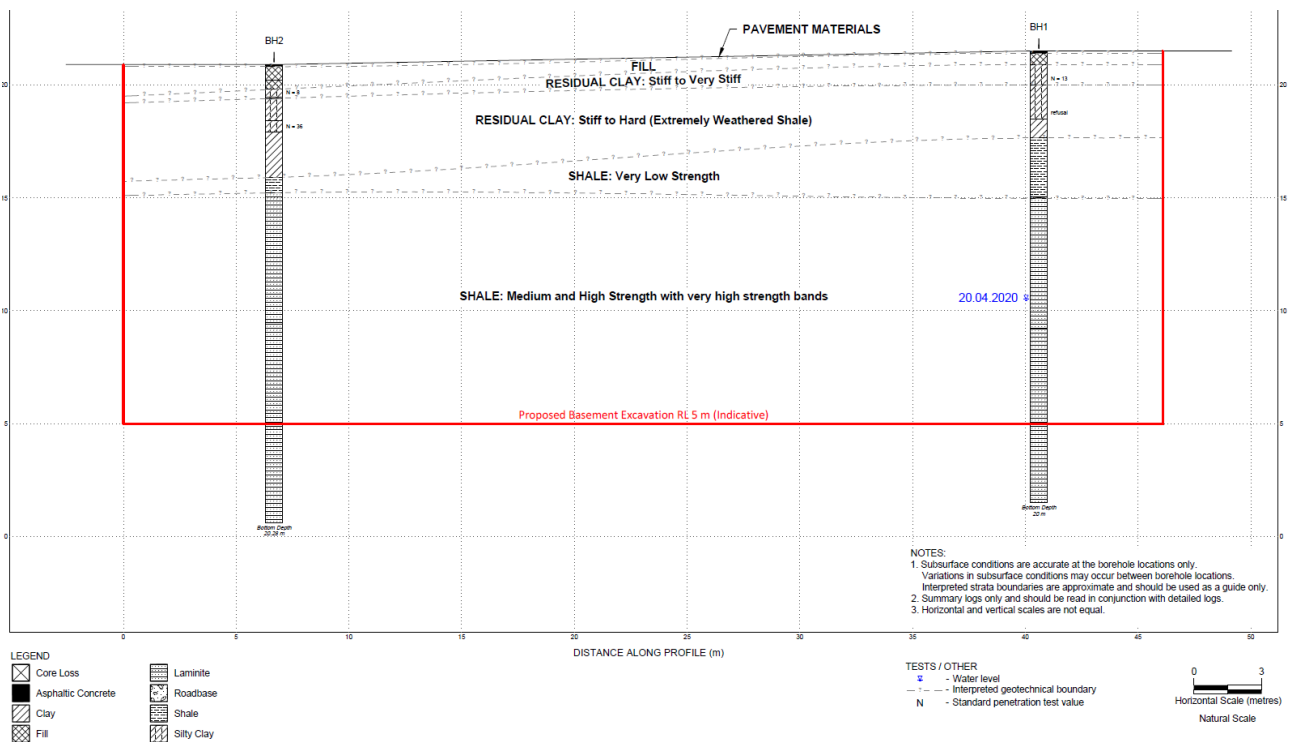 PAVEMENT MATERIALS
BH2
BH1
FILL
RESIDUAL CLAY: Stiff to Very Stiff
20
20
N = 13
N = 8
RESIDUAL CLAY: Stiff to Hard (Extremely Weathered Shale)
refusal
N = 36
SHALE: Very Low Strength
15
15
SHALE: Medium and High Strength with very high strength bands
20.04.2020
10
10
Proposed Basement Excavation RL 5 m (Indicative)
5
5
Bottom Depth
20.28 m
Bottom Depth
20 m
0
0
NOTES:
1. Subsurface conditions are accurate at the borehole locations only.
Variations in subsurface conditions may occur between borehole locations.
Interpreted strata boundaries are approximate and should be used as a guide only.
2. Summary logs only and should be read in conjunction with detailed logs.
3. Horizontal and vertical scales are not equal.
0 5 10 15 20 25 30 35 40 45 50
DISTANCE ALONG PROFILE (m)
LEGEND
Core Loss
Asphaltic Concrete
Clay
Fill
Laminite
Roadbase
Shale
Silty Clay
TESTS / OTHER
- Water level
- Interpreted geotechnical boundary
N - Standard penetration test value
0 3
Horizontal Scale (metres)
Natural Scale